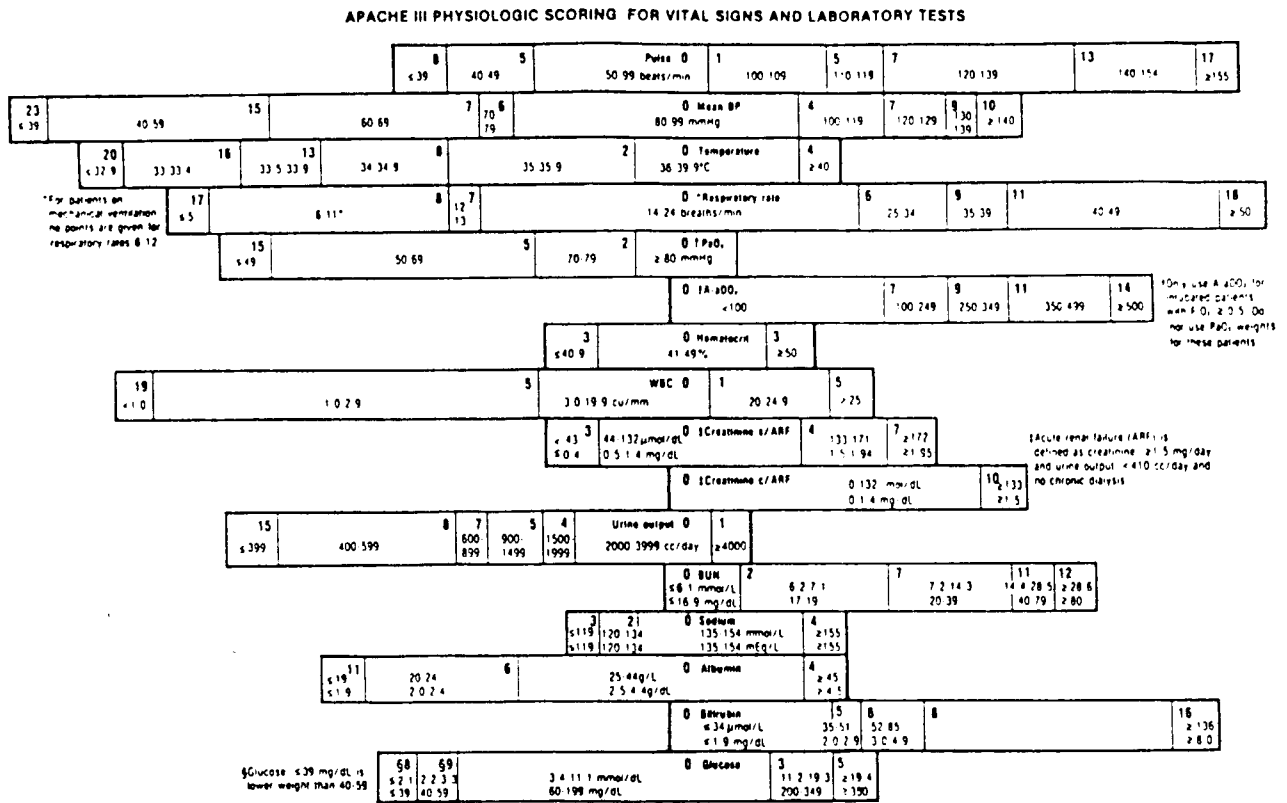 APACHE III PHYSIOLOGIC SCORING FOR VITAL SIGNS AND LABORATORY TESTS
8 5 Pulse 0 1 5 7 13 17
≤39 40-49 50-99 beats/min 100-109 110-119 120-139 140-154 ≥155
23 15 7 6 0 Mean BP 4 7 9 10
≤39 40-59 60-69 70-79 80-99 mmHg 100-119 120-129 130-139 ≥140
20 16 13 8 2 0 Temperature 4
≤32.9 33-33.4 33.5-33.9 34-34.9 35-35.9 36-39.9°C ≥40
*For patients on
mechanical ventilation
no points are given for
respiratory rates 6-12
17 8 7 0 *Respiratory rate 6 9 11 18
≤5 6-11* 12-13 14-24 breaths/min 25-34 35-39 40-49 ≥50
15 5 2 0 †PaO₂
≤49 50-69 70-79 ≥80 mmHg
0 †A-aDO₂ 7 9 11 14
<100 100-249 250-349 350-499 ≥500
†Only use A-aDO₂ for
intubated patients
with FiO₂ ≥0.5. Do
not use PaO₂ weights
for these patients
3 0 Hematocrit 3
≤40.9 41-49% ≥50
19 5 WBC 0 1 5
<1.0 1.0-2.9 3.0-19.9 cu/mm 20-24.9 ≥25
3 0 ‡Creatinine s/ARF 4 7
≤43 44-132 μmol/dL 133-171 ≥172
≤0.4 0.5-1.4 mg/dL 1.5-1.94 ≥1.95
‡Acute renal failure (ARF) is
defined as creatinine ≥1.5 mg/day
and urine output <410 cc/day and
no chronic dialysis
0 ‡Creatinine c/ARF 10
0-132 mol/dL ≥133
0-1.4 mg/dL ≥1.5
15 8 7 5 4 Urine output 0 1
≤399 400-599 600-899 900-1499 1500-1999 2000-3999 cc/day ≥4000
0 BUN 2 7 11 12
≤6.1 mmol/L 6.2-7.1 7.2-14.3 14.4-28.5 ≥28.6
≤16.9 mg/dL 17-19 20-39 40-79 ≥80
3 2 0 Sodium 4
≤119 120-134 135-154 mmol/L ≥155
≤119 120-134 135-154 mEq/L ≥155
11 6 0 Albumin 4
≤19 20-24 25-44g/L ≥45
≤1.9 2.0-2.4 2.5-4.4g/dL ≥4.5
0 Bilirubin 5 6 8 16
≤34 μmol/L 35-51 52-85 ≥136
≤1.9 mg/dL 2.0-2.9 3.0-4.9 ≥8.0
§Glucose ≤39 mg/dL is
lower weight than 40-59
§8 §9 0 Glucose 3 5
≤2.1 2.2-3.3 3.4-11.1 mmol/dL 11.2-19.3 ≥19.4
≤39 40-59 60-199 mg/dL 200-349 ≥350